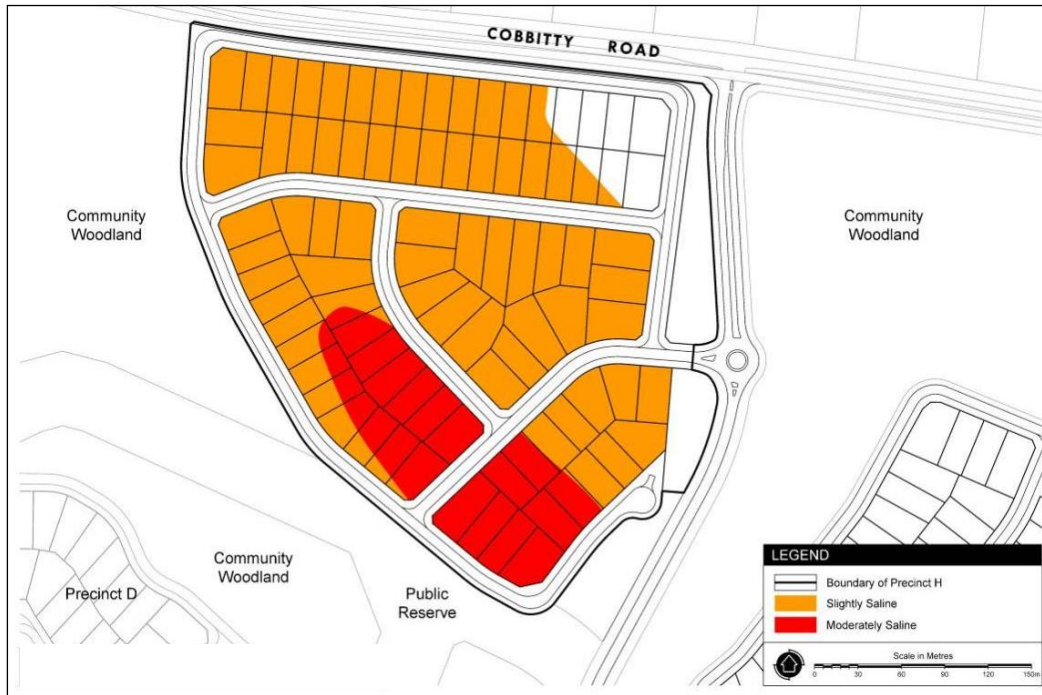 COBBITTY ROAD
Community
Woodland
Community
Woodland
Community
Woodland
Precinct D
Public
Reserve
LEGEND
Boundary of Precinct H
Slightly Saline
Moderately Saline
Scale in Metres
0 30 60 90 120 150m